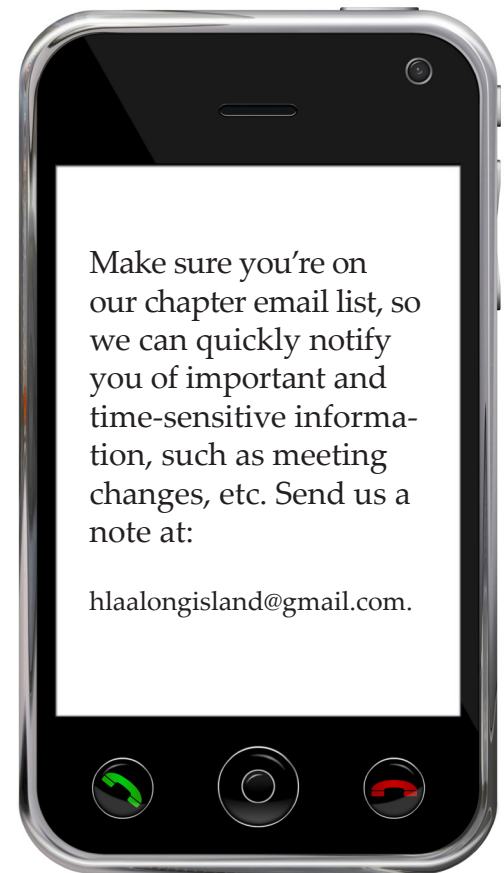 Make sure you’re on
our chapter email list, so
we can quickly notify
you of important and
time-sensitive informa-
tion, such as meeting
changes, etc. Send us a
note at:
hlaalongisland@gmail.com.